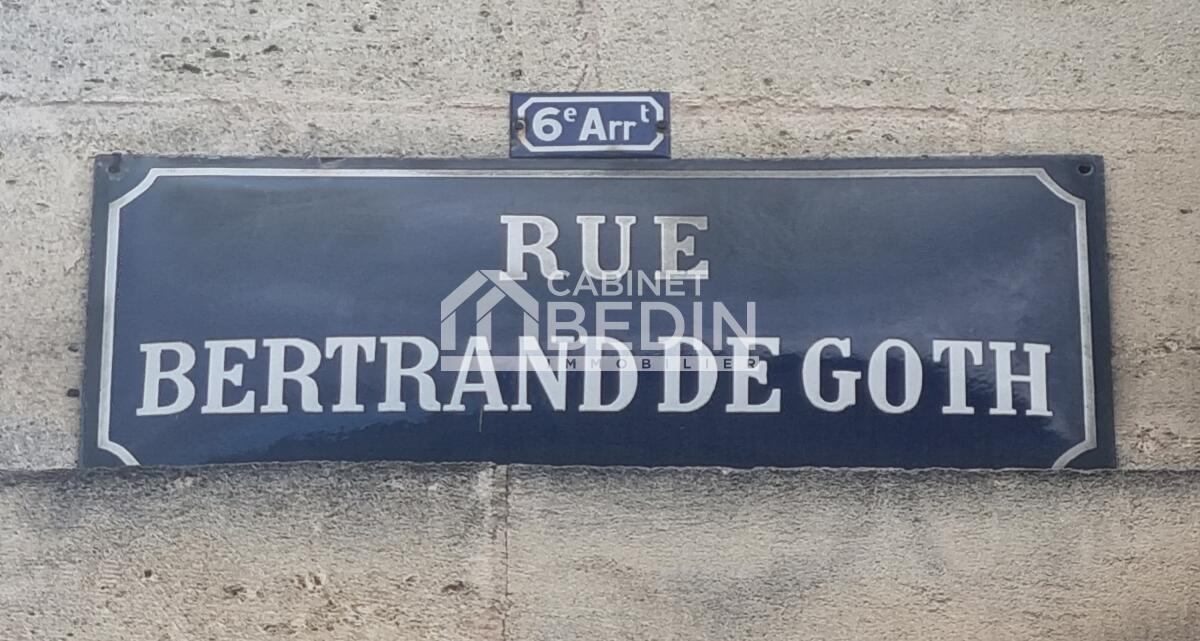 6e Arrt
RUE
CABINET
BEDIN
IMMOBILIER
BERTRAND DE GOTH